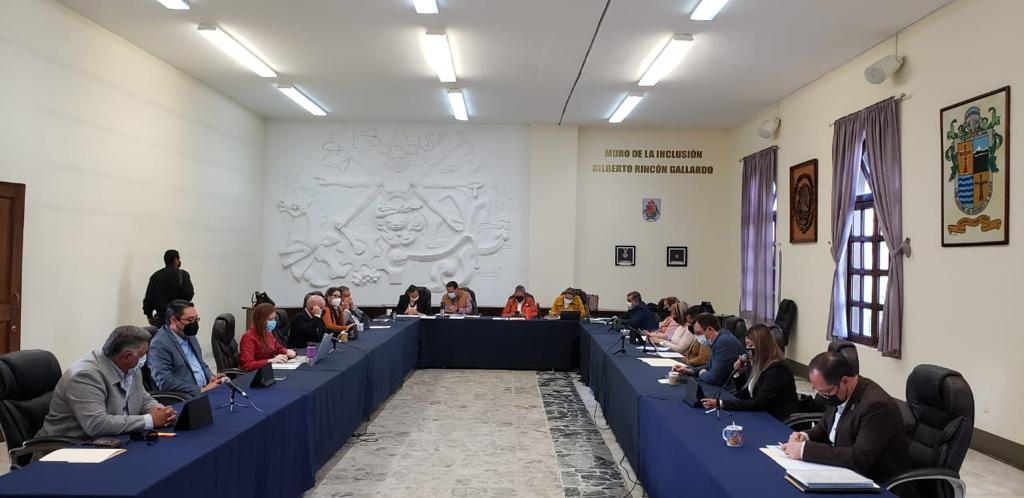 MURO DE LA INCLUSIÓN
GILBERTO RINCÓN GALLARDO